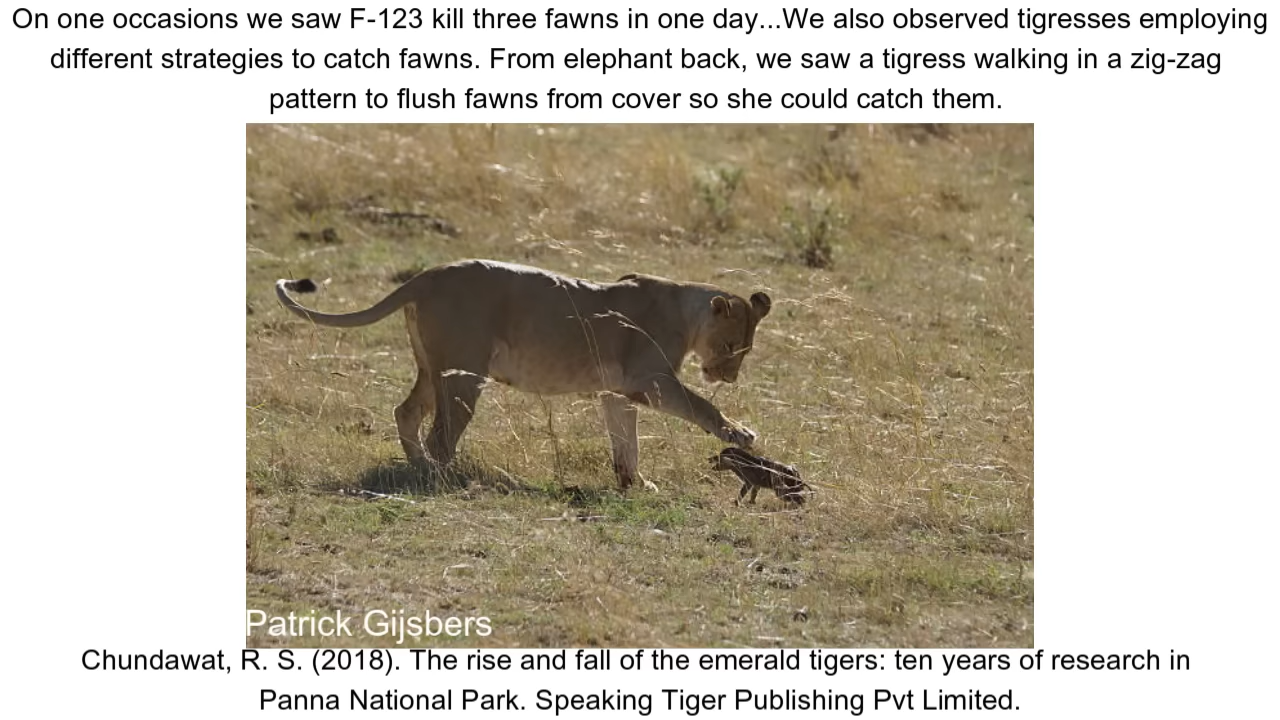 On one occasions we saw F-123 kill three fawns in one day...We also observed tigresses employing
different strategies to catch fawns. From elephant back, we saw a tigress walking in a zig-zag
pattern to flush fawns from cover so she could catch them.
Patrick Gijsbers
Chundawat, R. S. (2018). The rise and fall of the emerald tigers: ten years of research in
Panna National Park. Speaking Tiger Publishing Pvt Limited.